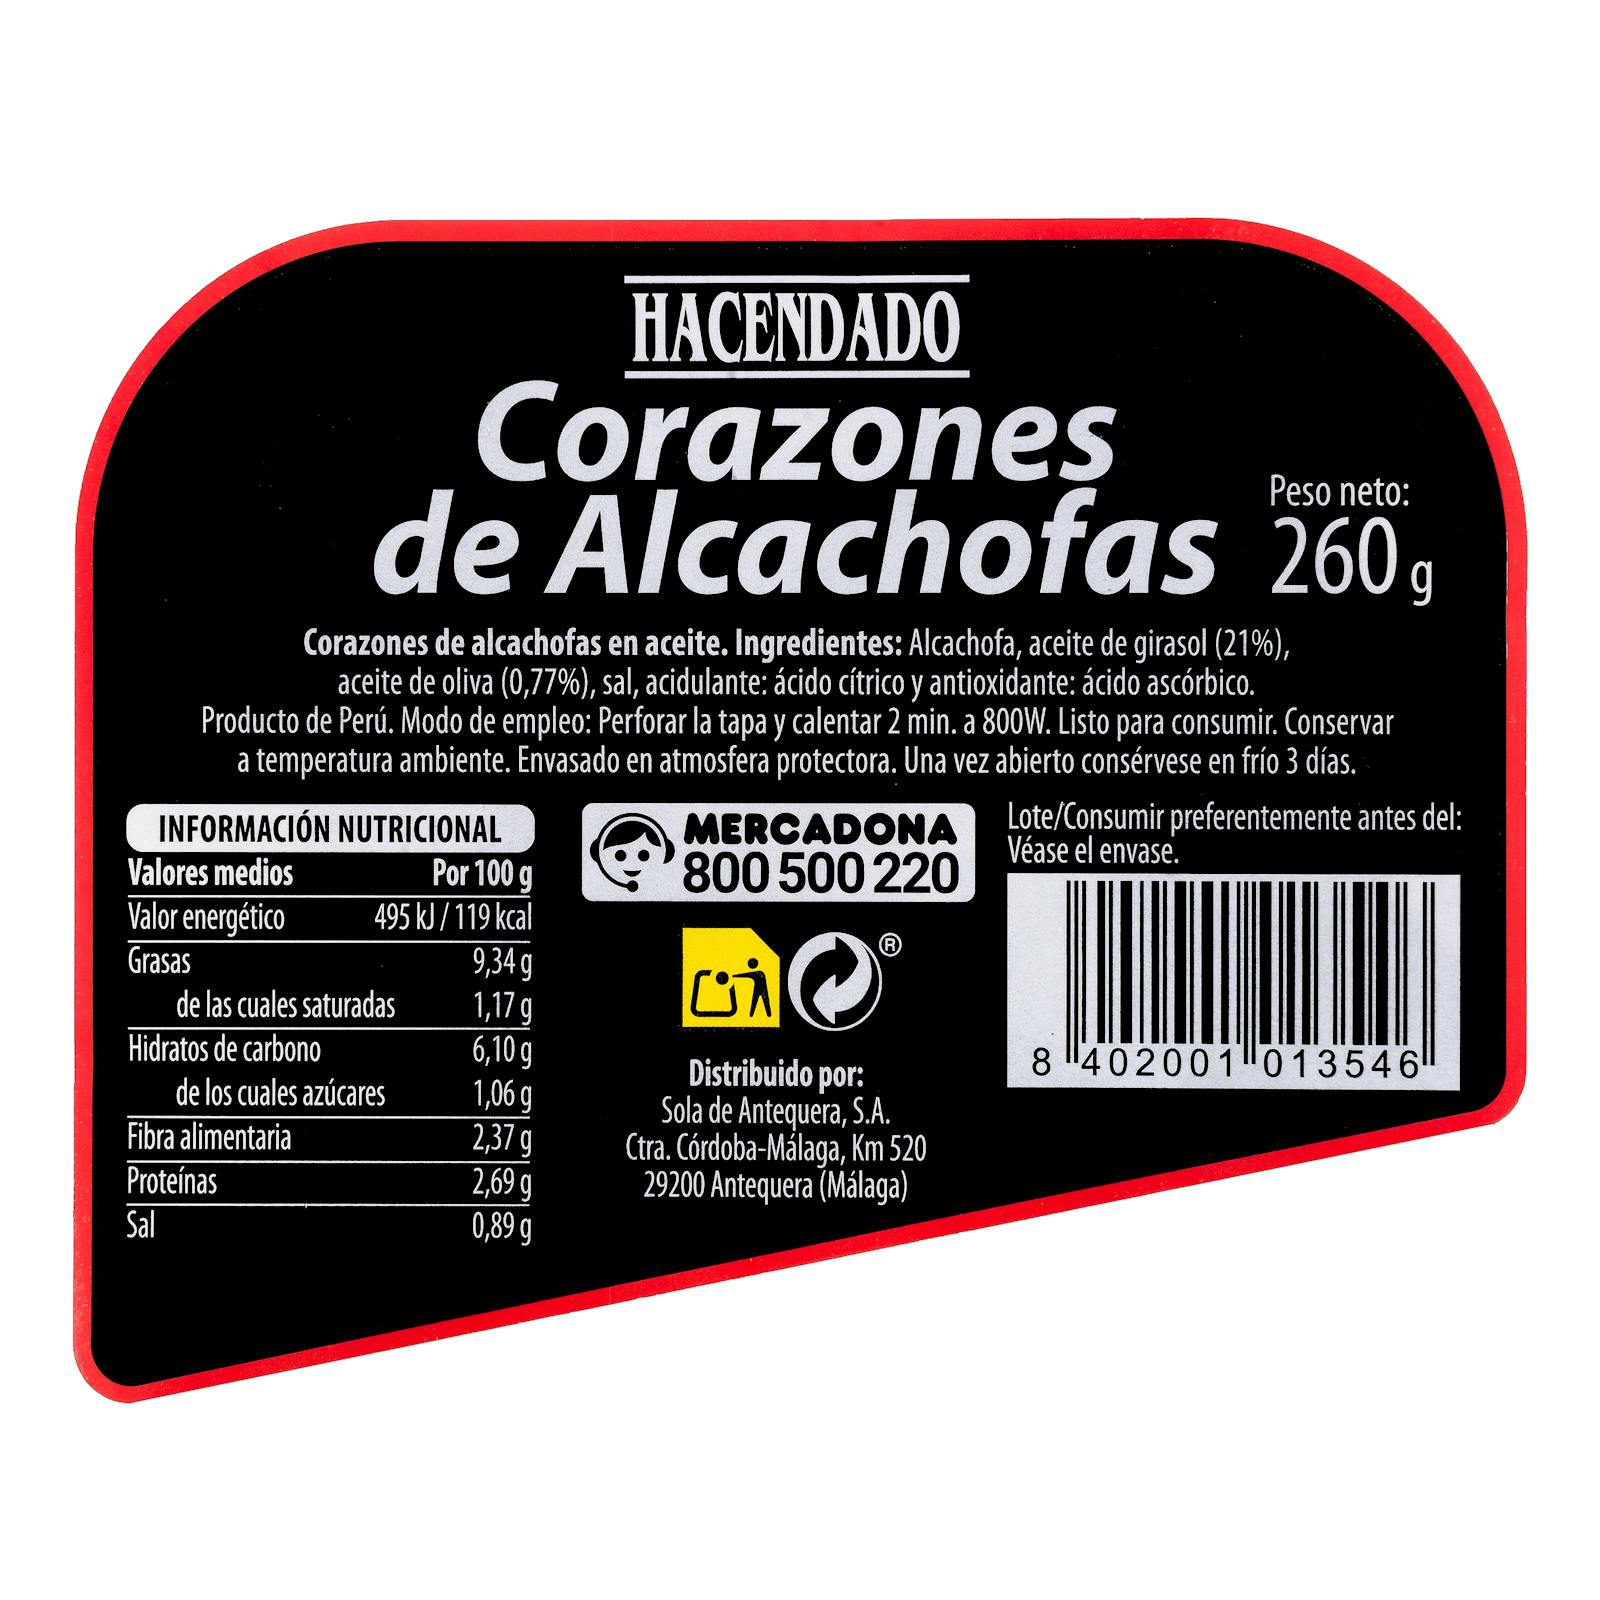 HACENDADO
Corazones
de Alcachofas
Peso neto:
260 g
Corazones de alcachofas en aceite. Ingredientes: Alcachofa, aceite de girasol (21%),
aceite de oliva (0,77%), sal, acidulante: ácido cítrico y antioxidante: ácido ascórbico.
Producto de Perú. Modo de empleo: Perforar la tapa y calentar 2 min. a 800W. Listo para consumir. Conservar
a temperatura ambiente. Envasado en atmosfera protectora. Una vez abierto consérvese en frío 3 días.
INFORMACIÓN NUTRICIONAL
Valores medios Por 100 g
Valor energético 495 kJ / 119 kcal
Grasas 9,34 g
de las cuales saturadas 1,17 g
Hidratos de carbono 6,10 g
de los cuales azúcares 1,06 g
Fibra alimentaria 2,37 g
Proteínas 2,69 g
Sal 0,89 g
MERCADONA
800 500 220
®
Distribuido por:
Sola de Antequera, S.A.
Ctra. Córdoba-Málaga, Km 520
29200 Antequera (Málaga)
Lote/Consumir preferentemente antes del:
Véase el envase.
8 402001 013546